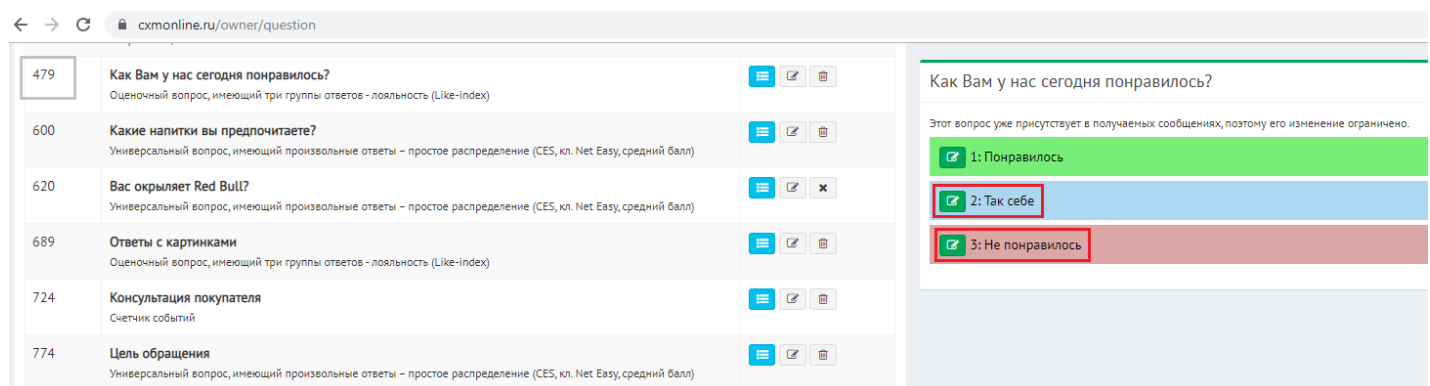 cxmonline.ru/owner/question
479
Как Вам у нас сегодня понравилось?
Оценочный вопрос, имеющий три группы ответов - лояльность (Like-index)
600
Какие напитки вы предпочитаете?
Универсальный вопрос, имеющий произвольные ответы – простое распределение (CES, кл. Net Easy, средний балл)
620
Вас окрыляет Red Bull?
Универсальный вопрос, имеющий произвольные ответы – простое распределение (CES, кл. Net Easy, средний балл)
689
Ответы с картинками
Оценочный вопрос, имеющий три группы ответов - лояльность (Like-index)
724
Консультация покупателя
Счетчик событий
774
Цель обращения
Универсальный вопрос, имеющий произвольные ответы – простое распределение (CES, кл. Net Easy, средний балл)
Как Вам у нас сегодня понравилось?
Этот вопрос уже присутствует в получаемых сообщениях, поэтому его изменение ограничено.
1: Понравилось
2: Так себе
3: Не понравилось